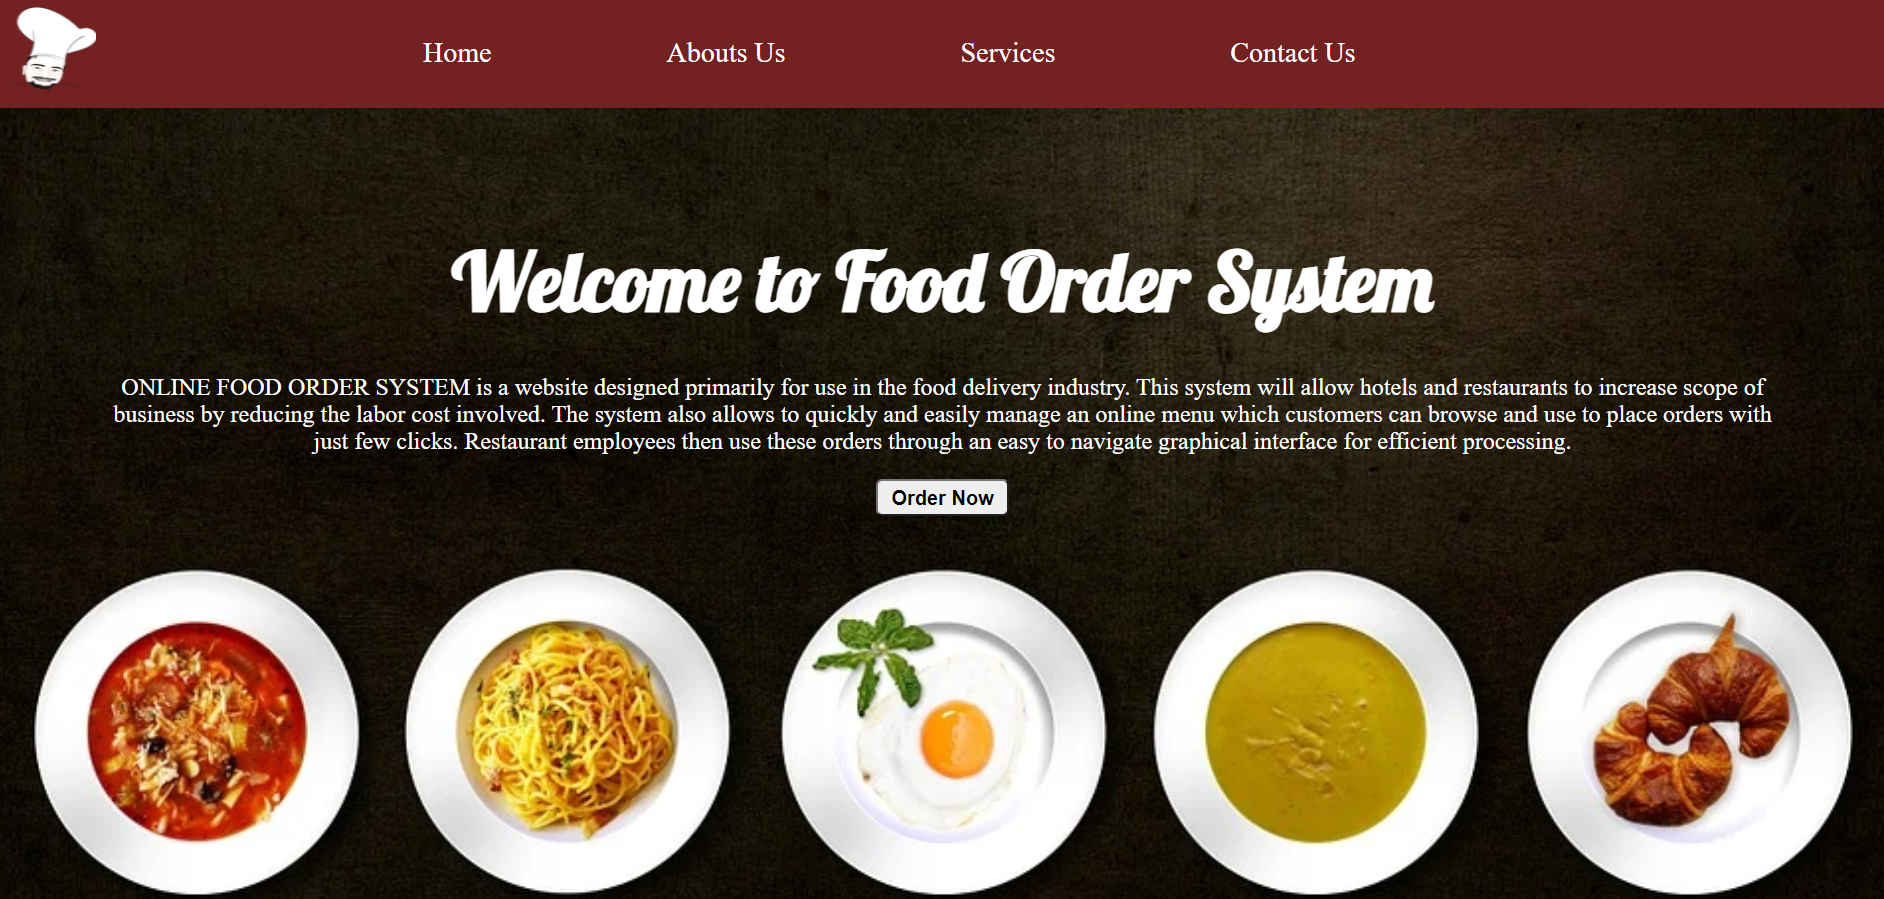 Home Abouts Us Services Contact Us
Welcome to Food Order System
ONLINE FOOD ORDER SYSTEM is a website designed primarily for use in the food delivery industry. This system will allow hotels and restaurants to increase scope of
business by reducing the labor cost involved. The system also allows to quickly and easily manage an online menu which customers can browse and use to place orders with
just few clicks. Restaurant employees then use these orders through an easy to navigate graphical interface for efficient processing.
Order Now